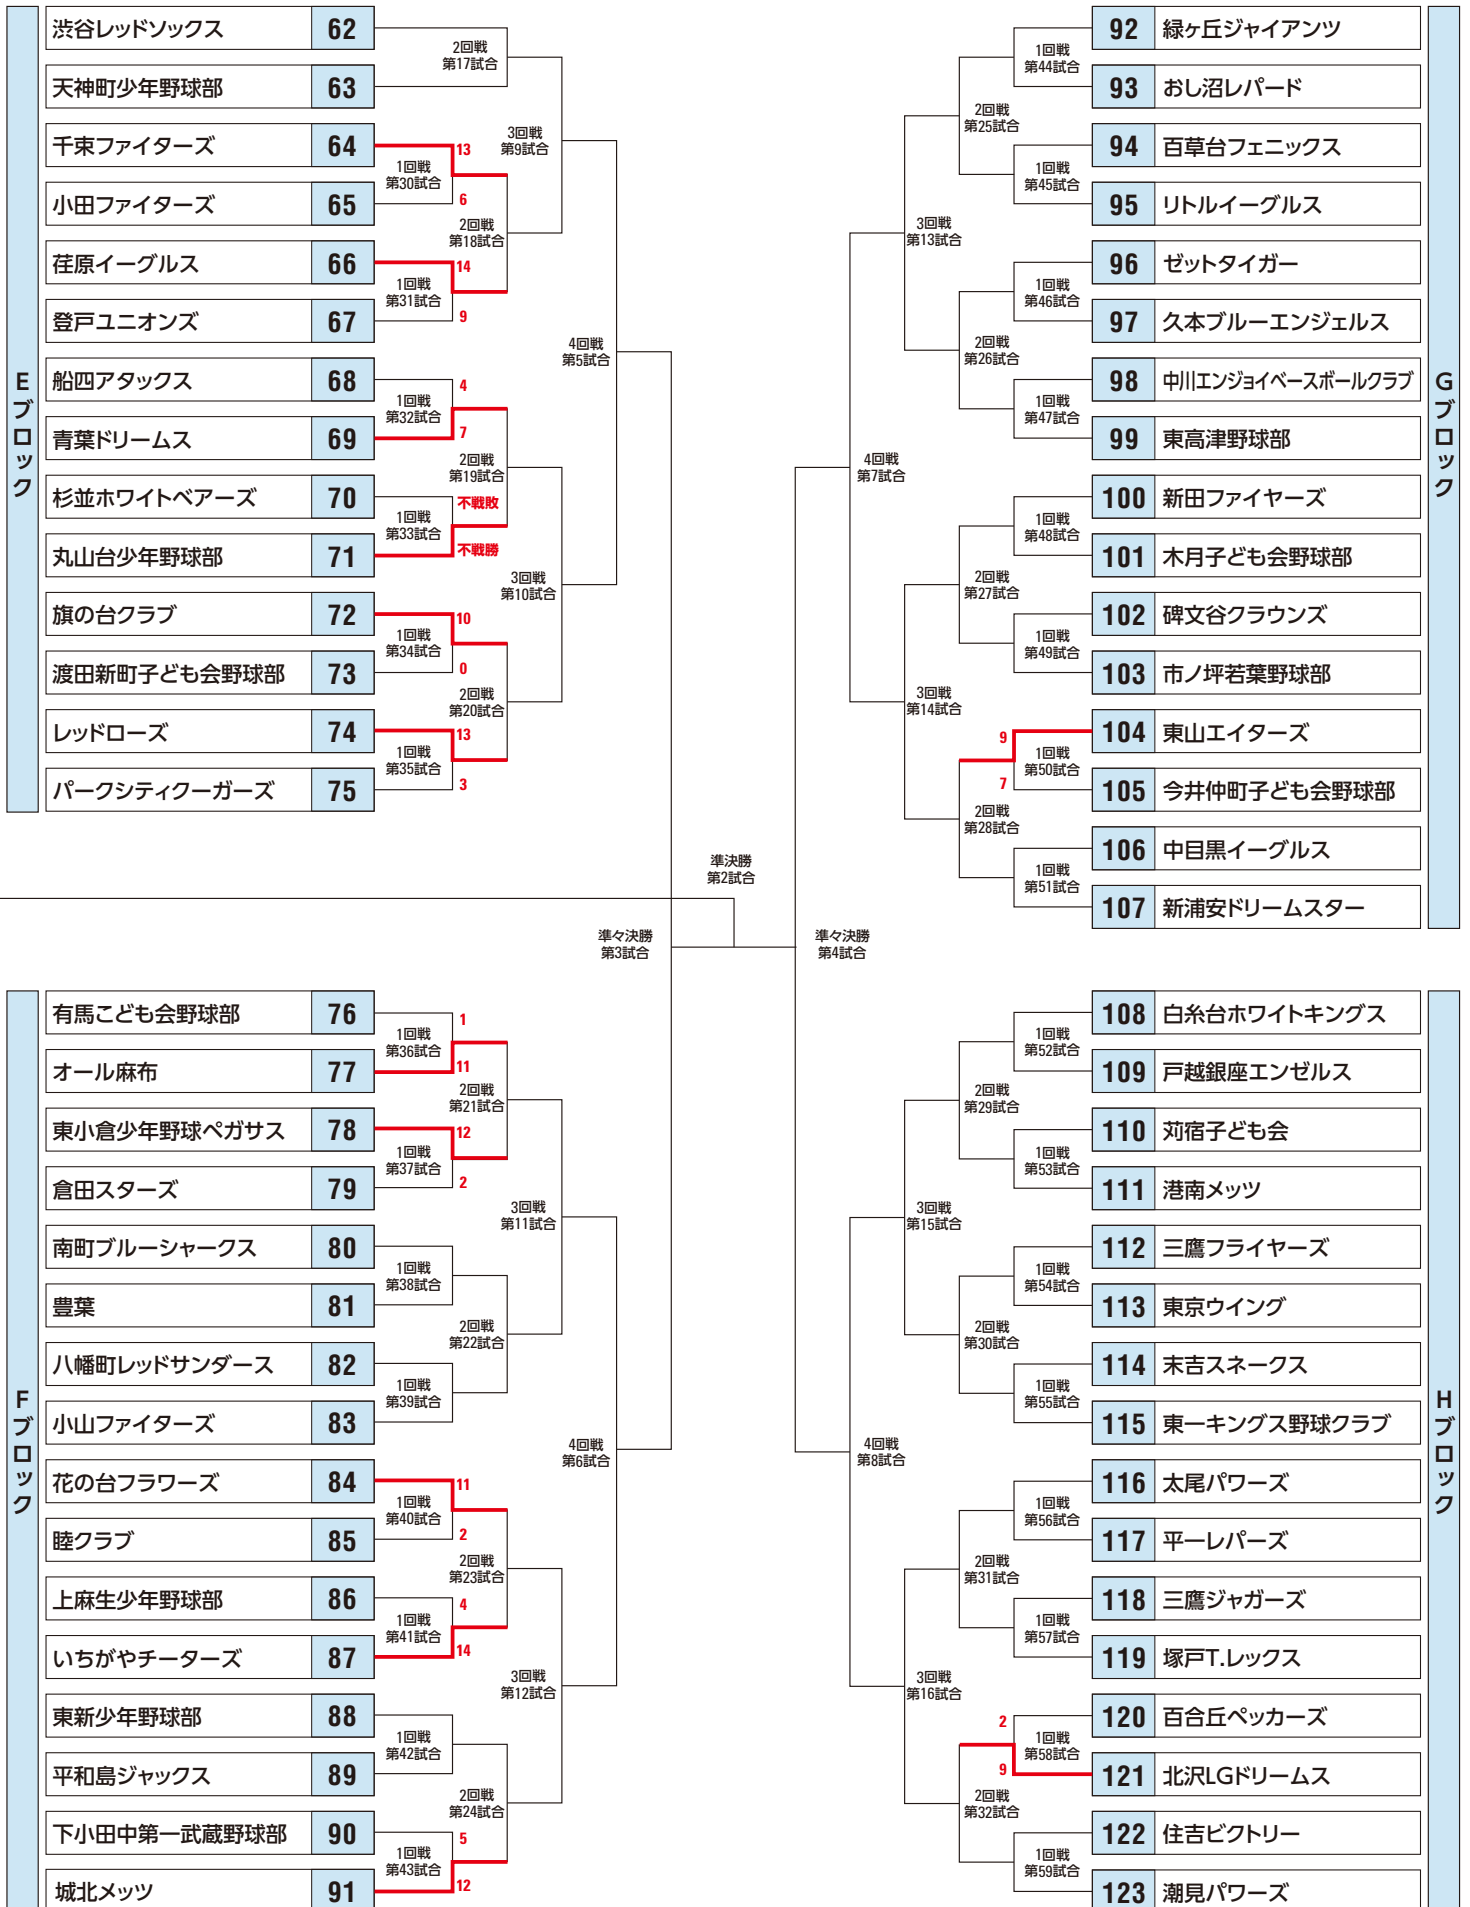 Eブロック
渋谷レッドソックス 62
天神町少年野球部 63
千束ファイターズ 64
小田ファイターズ 65
荏原イーグルス 66
登戸ユニオンズ 67
船四アタックス 68
青葉ドリームス 69
杉並ホワイトベアーズ 70
丸山台少年野球部 71
旗の台クラブ 72
渡田新町子ども会野球部 73
レッドローズ 74
パークシティクーガーズ 75
2回戦
第17試合
13
1回戦
第30試合
6
2回戦
第18試合
14
1回戦
第31試合
9
3回戦
第9試合
4
1回戦
第32試合
7
2回戦
第19試合
不戦敗
1回戦
第33試合
不戦勝
3回戦
第10試合
10
1回戦
第34試合
0
2回戦
第20試合
13
1回戦
第35試合
3
4回戦
第5試合
Fブロック
有馬こども会野球部 76
オール麻布 77
東小倉少年野球ペガサス 78
倉田スターズ 79
南町ブルーシャークス 80
豊葉 81
八幡町レッドサンダース 82
小山ファイターズ 83
花の台フラワーズ 84
睦クラブ 85
上麻生少年野球部 86
いちがやチーターズ 87
東新少年野球部 88
平和島ジャックス 89
下小田中第一武蔵野球部 90
城北メッツ 91
1
1回戦
第36試合
11
2回戦
第21試合
12
1回戦
第37試合
2
3回戦
第11試合
1回戦
第38試合
2回戦
第22試合
1回戦
第39試合
4回戦
第6試合
11
1回戦
第40試合
2
2回戦
第23試合
4
1回戦
第41試合
14
3回戦
第12試合
1回戦
第42試合
2回戦
第24試合
5
1回戦
第43試合
12
準々決勝
第3試合
準決勝
第2試合
準々決勝
第4試合
Gブロック
92 緑ヶ丘ジャイアンツ
93 おし沼レパード
94 百草台フェニックス
95 リトルイーグルス
96 ゼットタイガー
97 久本ブルーエンジェルス
98 中川エンジョイベースボールクラブ
99 東高津野球部
100 新田ファイヤーズ
101 木月子ども会野球部
102 碑文谷クラウンズ
103 市ノ坪若葉野球部
104 東山エイターズ
105 今井仲町子ども会野球部
106 中目黒イーグルス
107 新浦安ドリームスター
1回戦
第44試合
2回戦
第25試合
1回戦
第45試合
3回戦
第13試合
1回戦
第46試合
2回戦
第26試合
1回戦
第47試合
4回戦
第7試合
1回戦
第48試合
2回戦
第27試合
1回戦
第49試合
3回戦
第14試合
9
1回戦
第50試合
7
2回戦
第28試合
1回戦
第51試合
Hブロック
108 白糸台ホワイトキングス
109 戸越銀座エンゼルス
110 苅宿子ども会
111 港南メッツ
112 三鷹フライヤーズ
113 東京ウイング
114 末吉スネークス
115 東一キングス野球クラブ
116 太尾パワーズ
117 平一レパーズ
118 三鷹ジャガーズ
119 塚戸T.レックス
120 百合丘ペッカーズ
121 北沢LGドリームス
122 住吉ビクトリー
123 潮見パワーズ
1回戦
第52試合
2回戦
第29試合
1回戦
第53試合
3回戦
第15試合
1回戦
第54試合
2回戦
第30試合
1回戦
第55試合
4回戦
第8試合
1回戦
第56試合
2回戦
第31試合
1回戦
第57試合
3回戦
第16試合
2
1回戦
第58試合
9
2回戦
第32試合
1回戦
第59試合